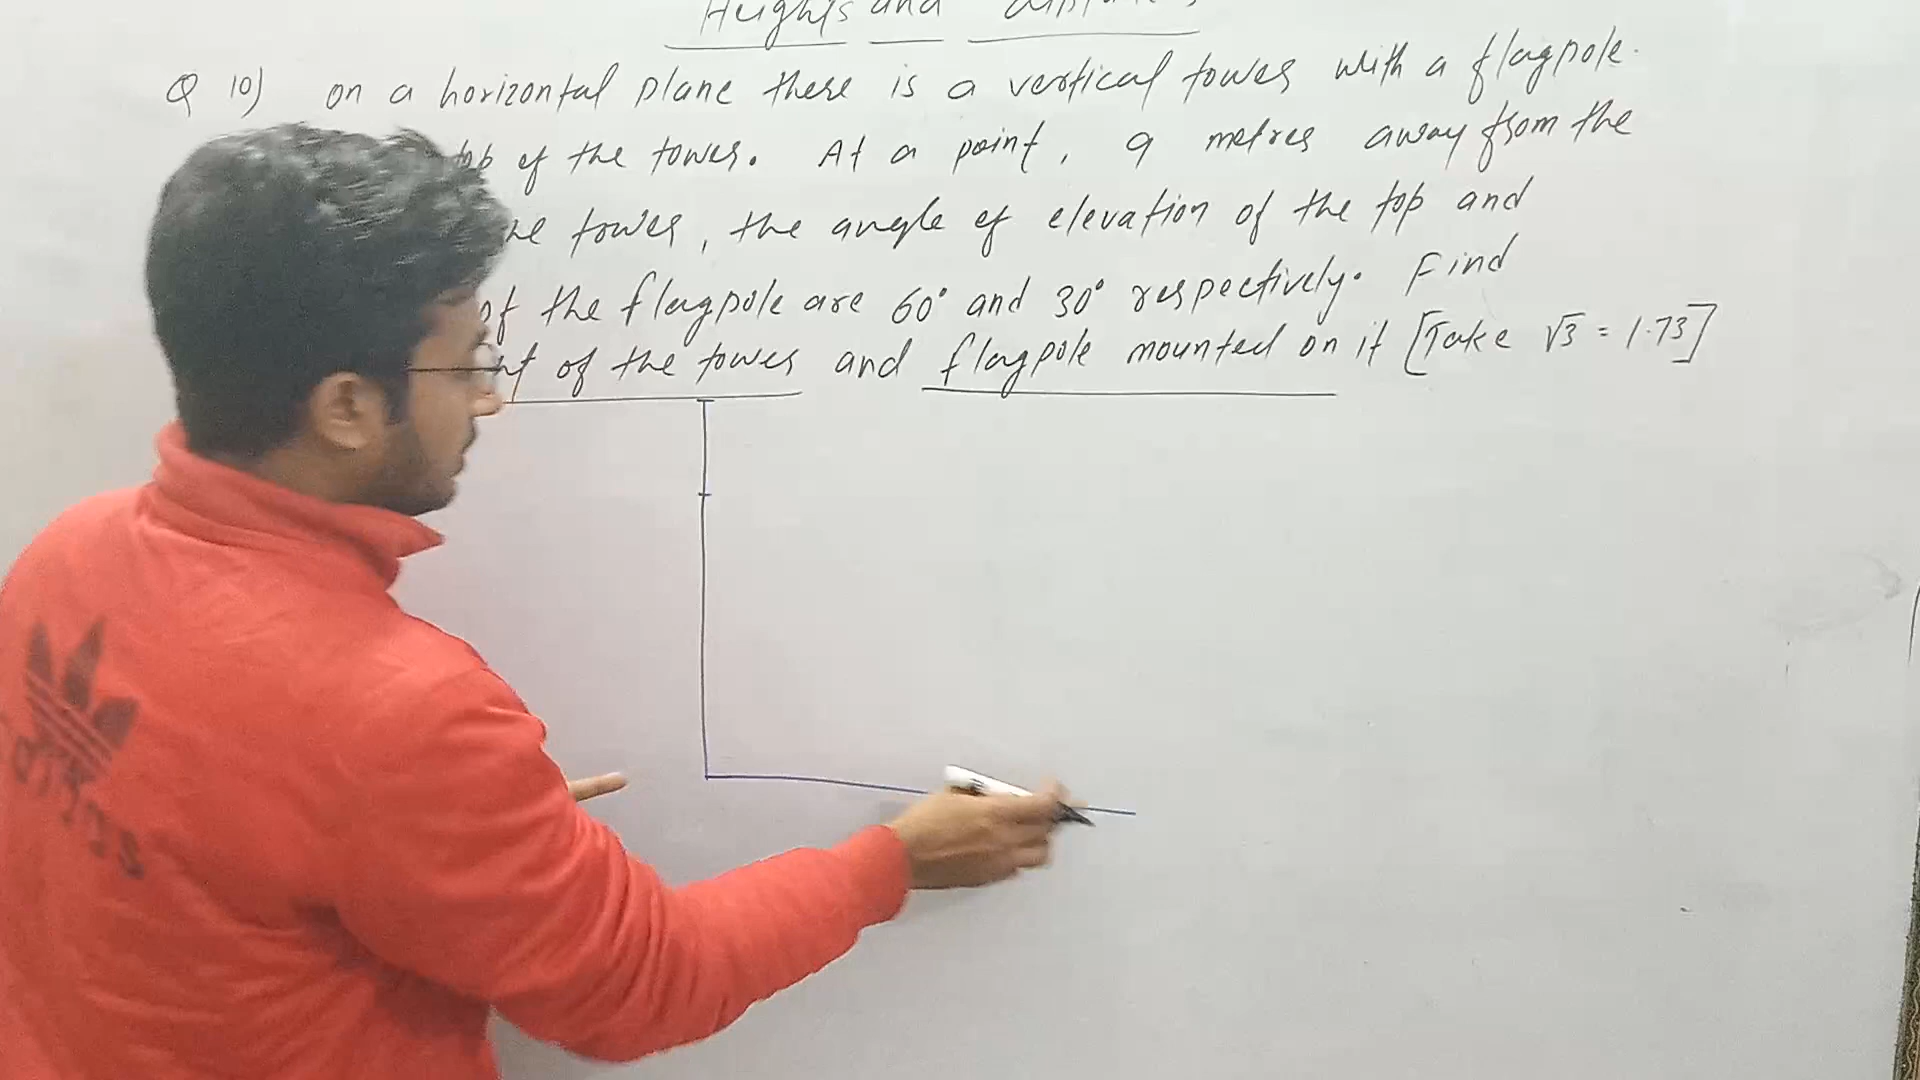 Heights and
Q 10) on a horizontal plane there is a vertical tower with a flagpole.
top of the tower. At a point, 9 metres away from the
tower, the angle of elevation of the top and
of the flagpole are 60° and 30° respectively. Find
of the tower and flagpole mounted on it [Take √3 = 1.73]